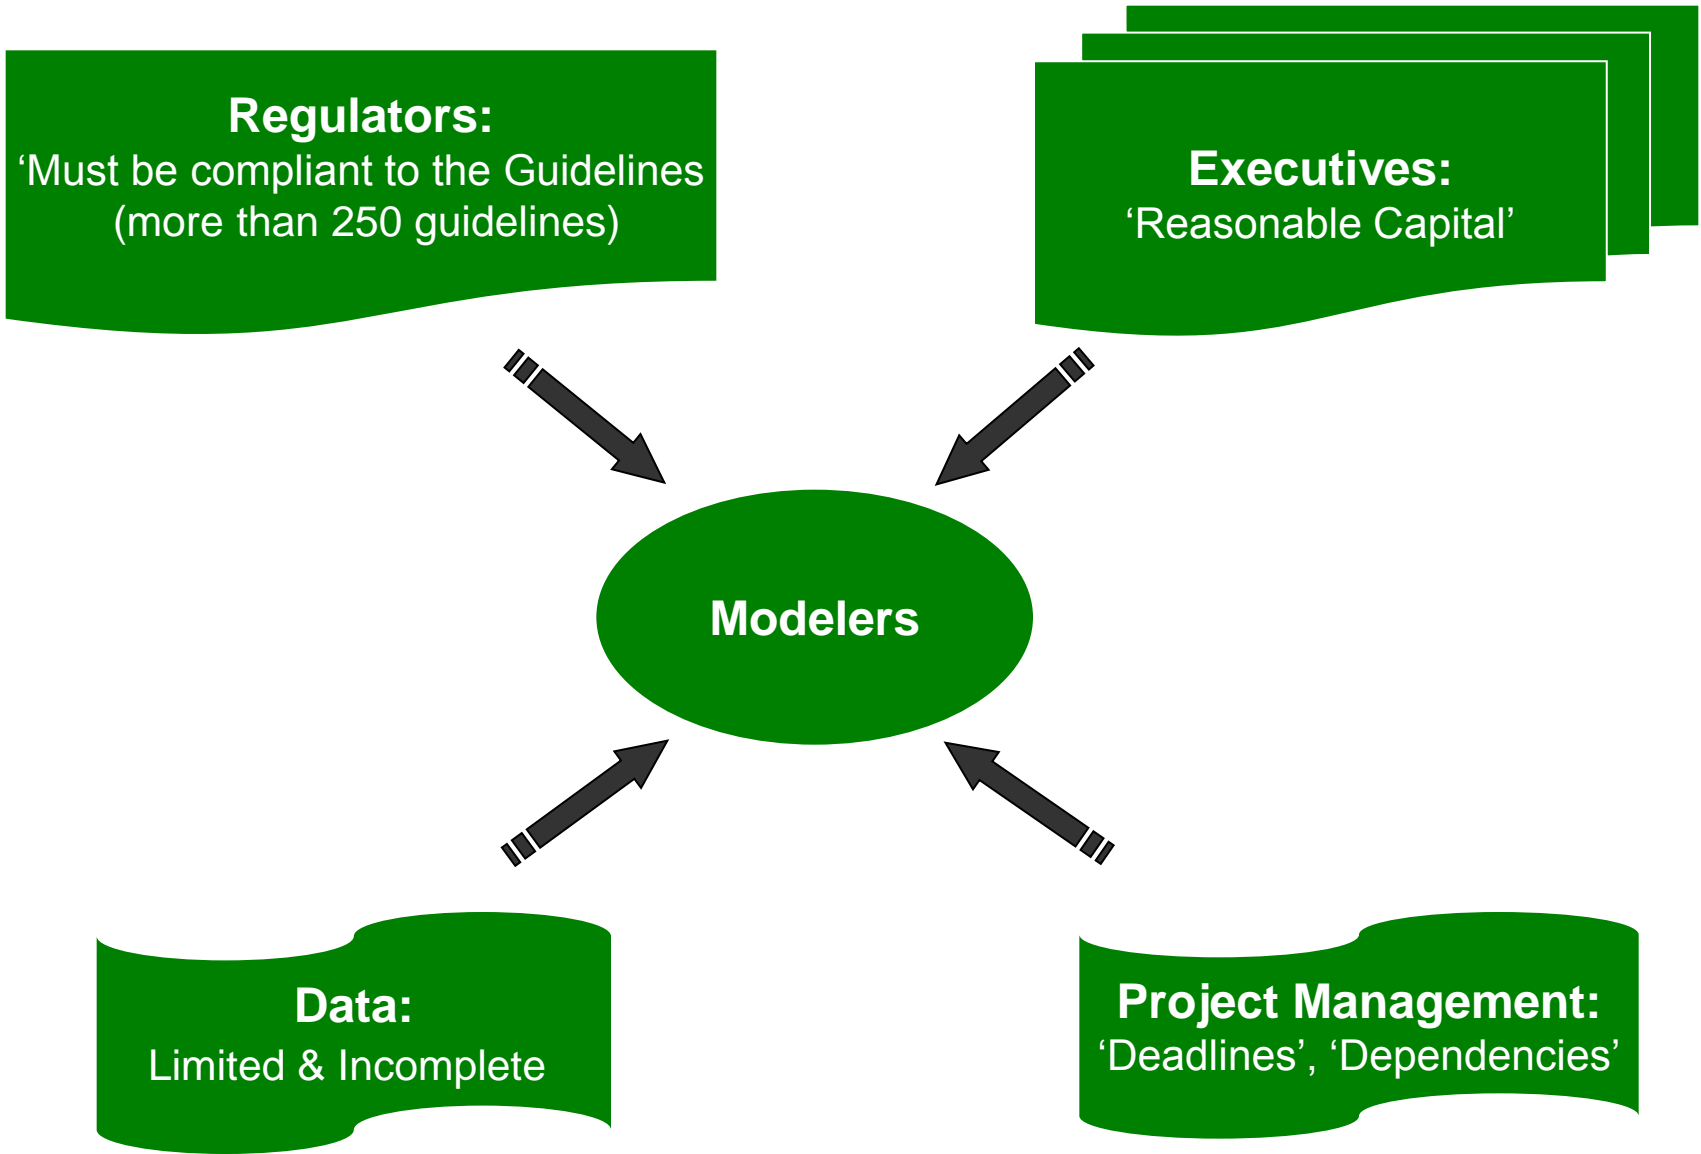 Regulators:
‘Must be compliant to the Guidelines
(more than 250 guidelines)
Executives:
‘Reasonable Capital’
Modelers
Data:
Limited & Incomplete
Project Management:
‘Deadlines’, ‘Dependencies’